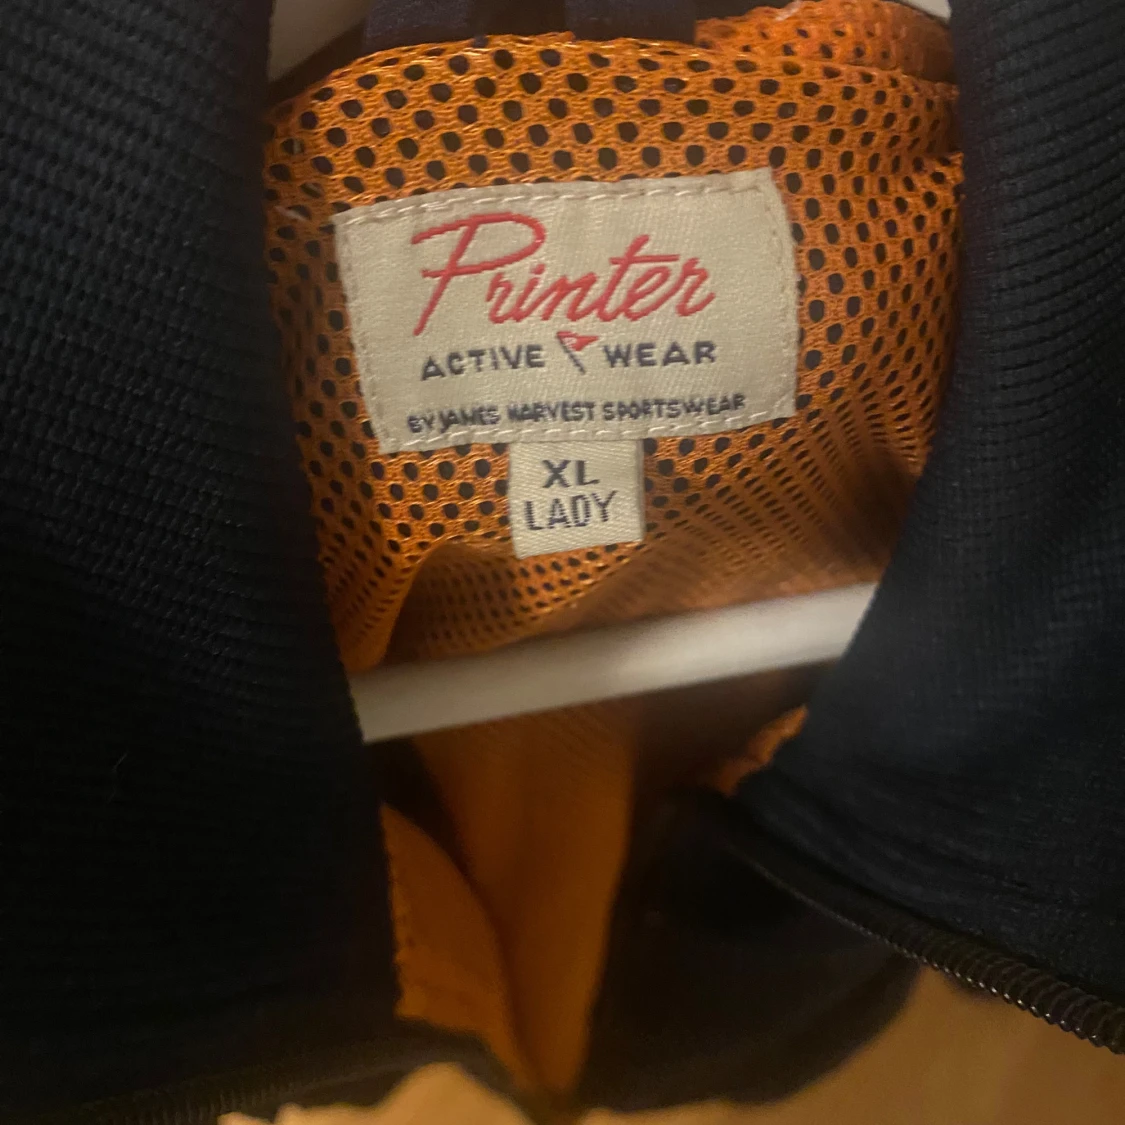 Printer
ACTIVE WEAR
BY JAMES HARVEST SPORTSWEAR
XL
LADY